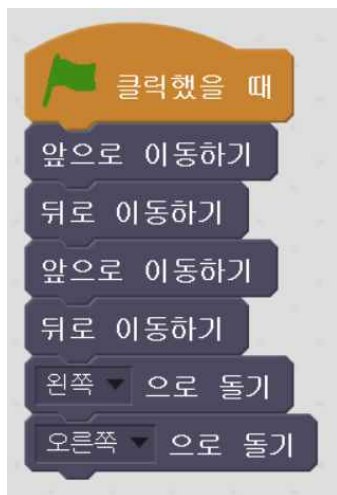 클릭했을 때
앞으로 이동하기
뒤로 이동하기
앞으로 이동하기
뒤로 이동하기
왼쪽 으로 돌기
오른쪽 으로 돌기